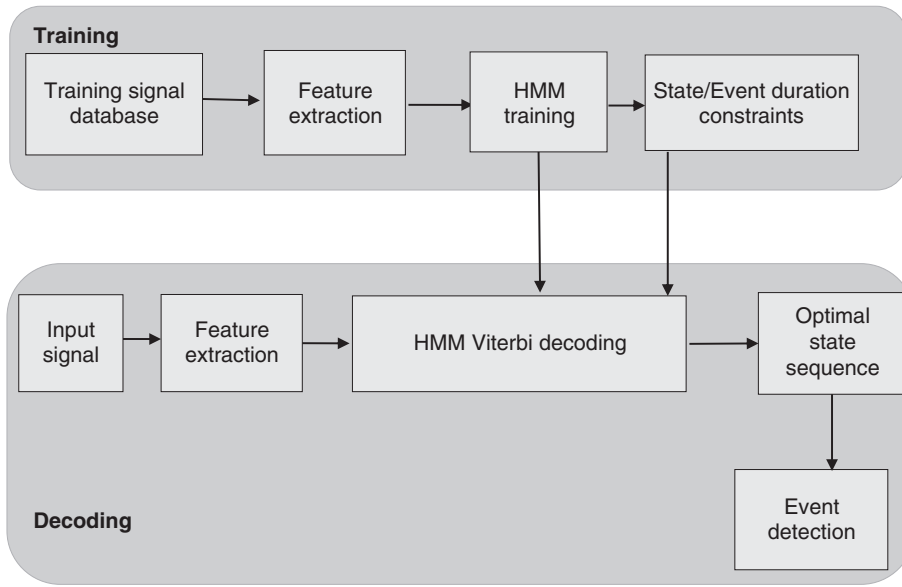 Training
Training signal
database
Feature
extraction
HMM
training
State/Event duration
constraints
Input
signal
Feature
extraction
HMM Viterbi decoding
Optimal
state
sequence
Event
detection
Decoding